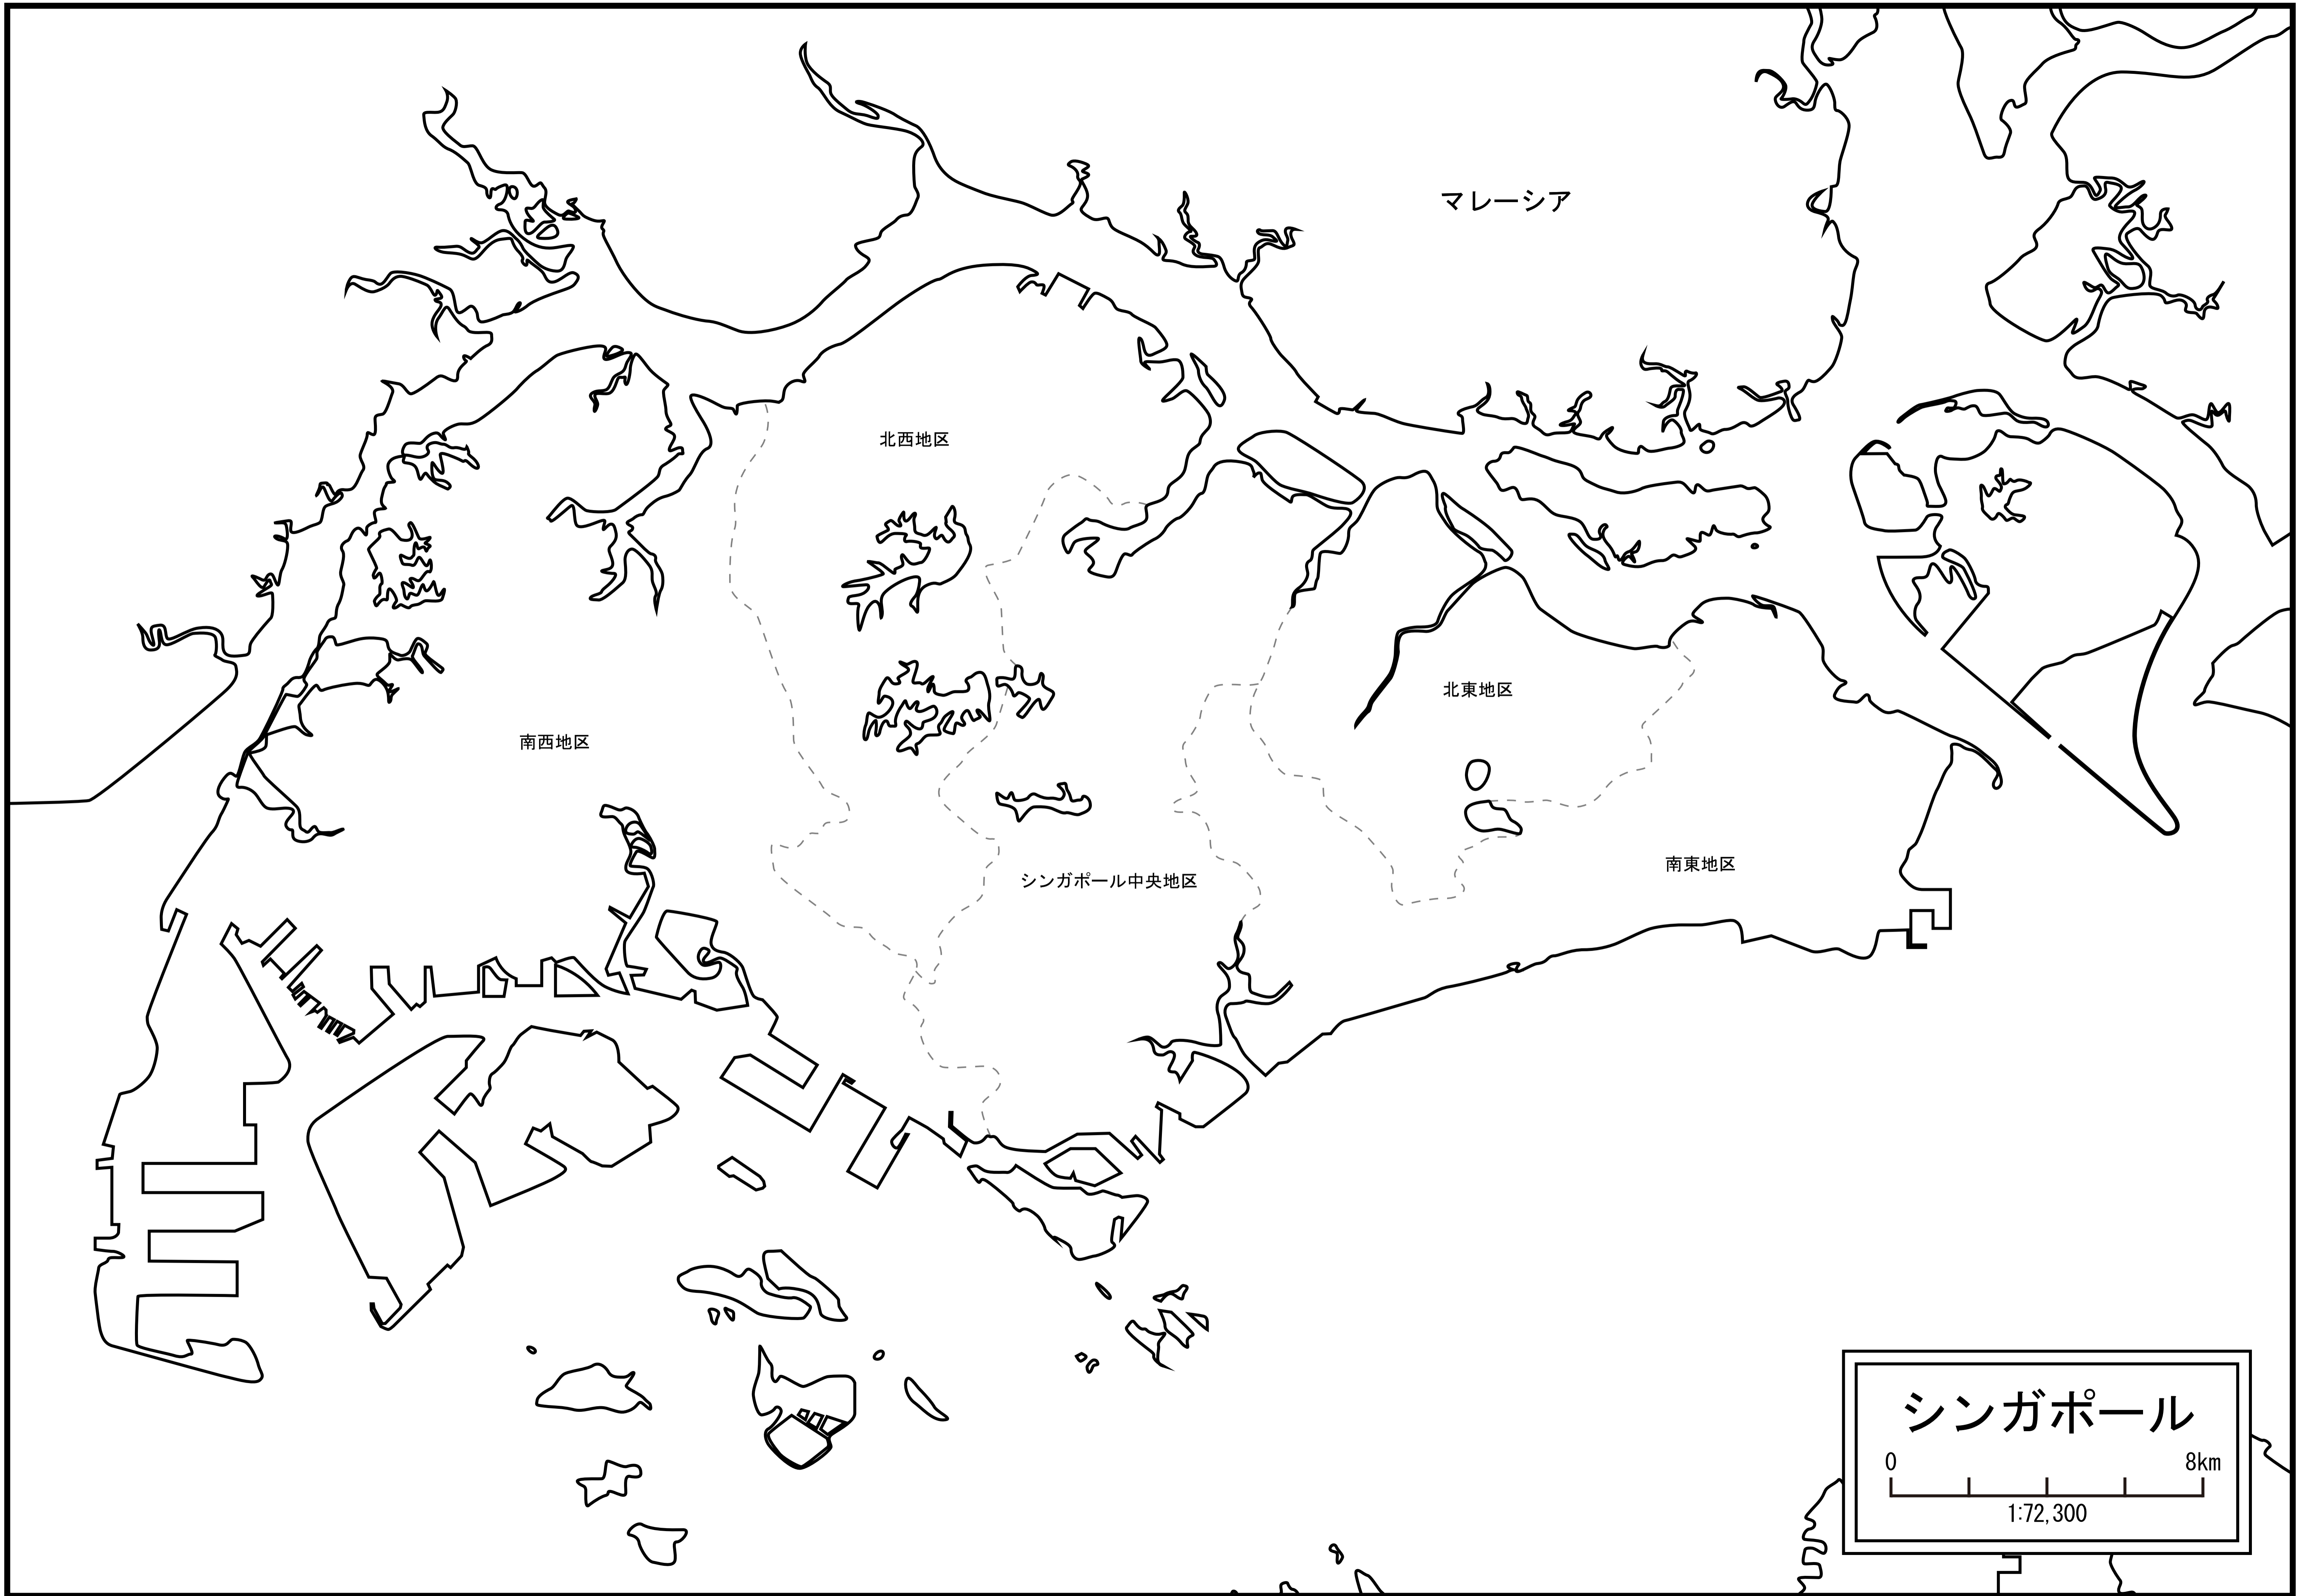 マレーシア
北西地区
北東地区
南西地区
南東地区
シンガポール中央地区
シンガポール
0 8km
1:72,300